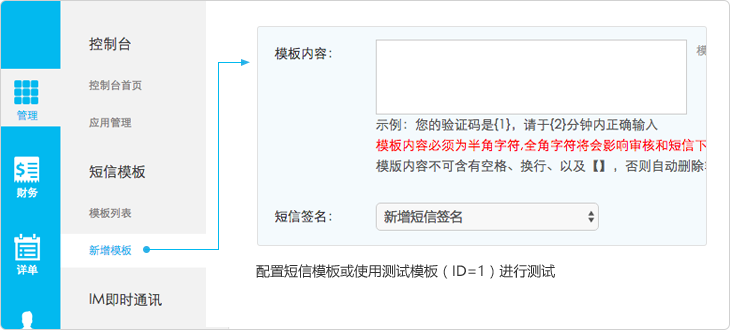 管理
财务
详单
控制台
控制台首页
应用管理
短信模板
模板列表
新增模板
IM即时通讯
模板内容：
模
示例：您的验证码是{1}，请于{2}分钟内正确输入
模板内容必须为半角字符,全角字符将会影响审核和短信下
模版内容不可含有空格、换行、以及【】，否则自动删除
短信签名：
新增短信签名
配置短信模板或使用测试模板（ID=1）进行测试